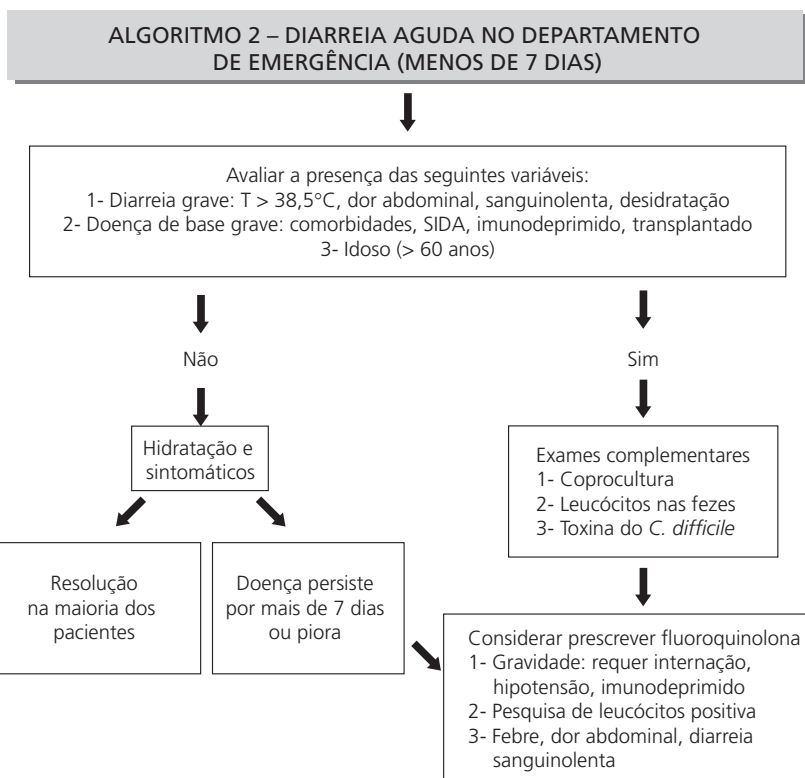 ALGORITMO 2 – DIARREIA AGUDA NO DEPARTAMENTO
DE EMERGÊNCIA (MENOS DE 7 DIAS)
Avaliar a presença das seguintes variáveis:
1- Diarreia grave: T > 38,5°C, dor abdominal, sanguinolenta, desidratação
2- Doença de base grave: comorbidades, SIDA, imunodeprimido, transplantado
3- Idoso (> 60 anos)
Não
Sim
Hidratação e
sintomáticos
Exames complementares
1- Coprocultura
2- Leucócitos nas fezes
3- Toxina do C. difficile
Resolução
na maioria dos
pacientes
Doença persiste
por mais de 7 dias
ou piora
Considerar prescrever fluoroquinolona
1- Gravidade: requer internação,
hipotensão, imunodeprimido
2- Pesquisa de leucócitos positiva
3- Febre, dor abdominal, diarreia
sanguinolenta